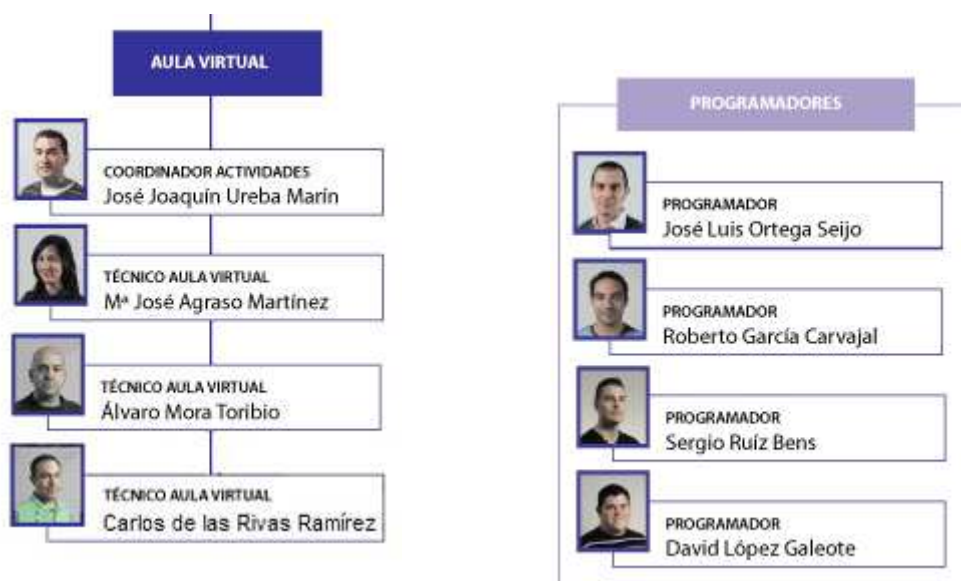 AULA VIRTUAL
COORDINADOR ACTIVIDADES
José Joaquín Ureba Marín
TÉCNICO AULA VIRTUAL
Mª José Agraso Martínez
TÉCNICO AULA VIRTUAL
Álvaro Mora Toribio
TÉCNICO AULA VIRTUAL
Carlos de las Rivas Ramírez
PROGRAMADORES
PROGRAMADOR
José Luis Ortega Seijo
PROGRAMADOR
Roberto García Carvajal
PROGRAMADOR
Sergio Ruíz Bens
PROGRAMADOR
David López Galeote